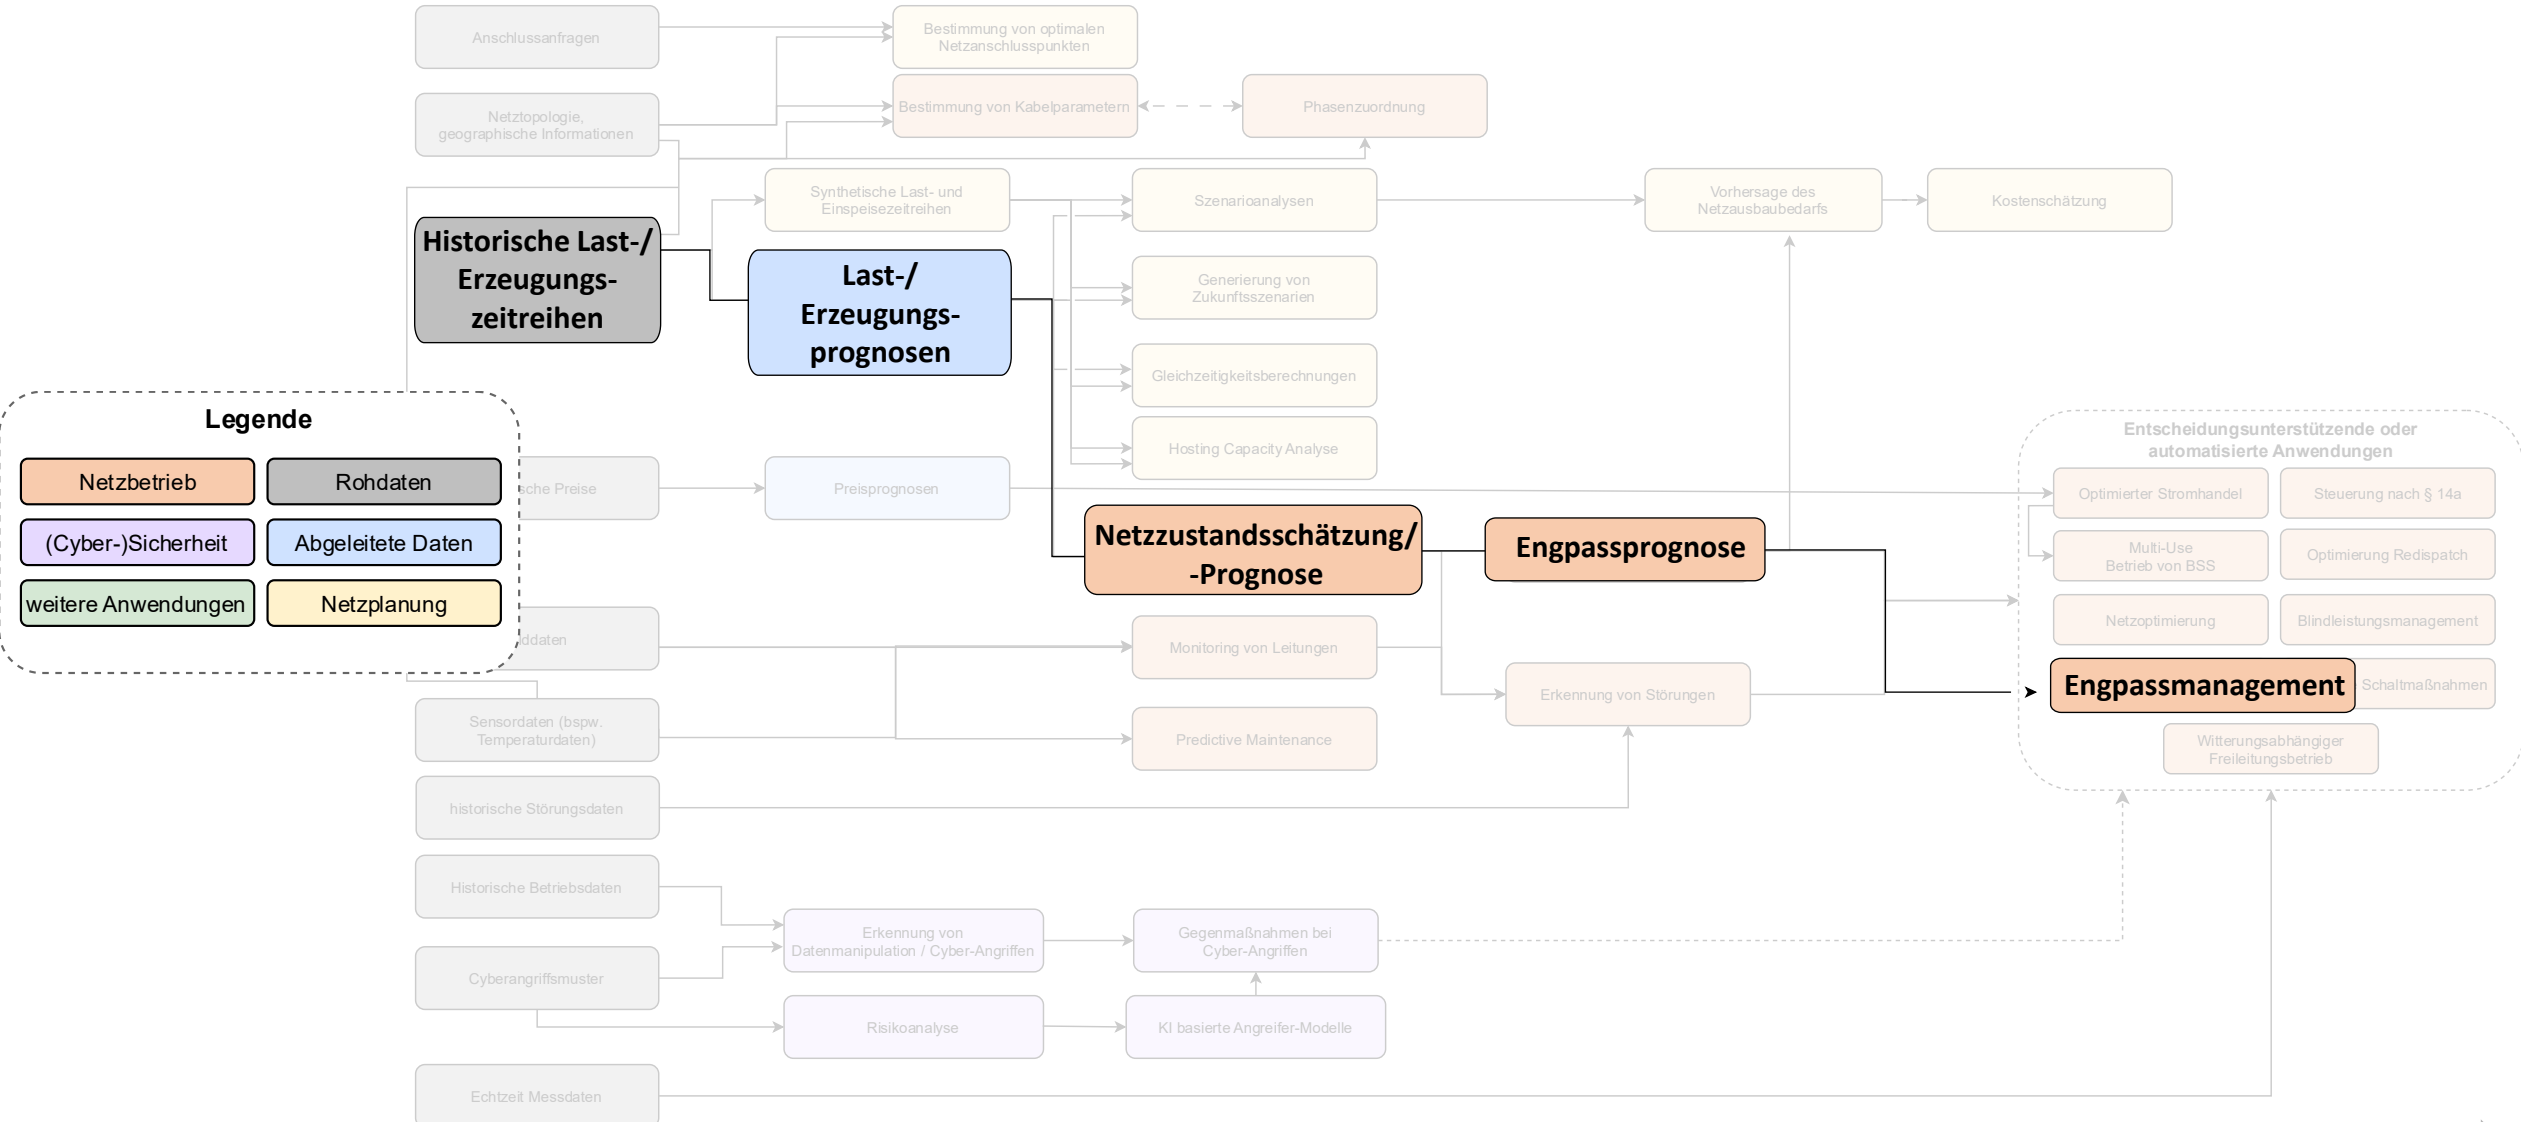 Anschlussanfragen
Bestimmung von optimalen
Netzanschlusspunkten
Netztopologie,
geographische Informationen
Bestimmung von Kabelparametern
Phasenzuordnung
Synthetische Last- und
Einspeisezeitreihen
Szenarioanalysen
Vorhersage des
Netzausbaubedarfs
Kostenschätzung
Historische Last-/
Erzeugungs-
zeitreihen
Last-/
Erzeugungs-
prognosen
Generierung von
Zukunftsszenarien
Gleichzeitigkeitsberechnungen
Hosting Capacity Analyse
Legende
Netzbetrieb
Rohdaten
(Cyber-)Sicherheit
Abgeleitete Daten
weitere Anwendungen
Netzplanung
sche Preise
Preisprognosen
Netzzustandsschätzung/
-Prognose
Engpassprognose
Entscheidungsunterstützende oder
automatisierte Anwendungen
Optimierter Stromhandel
Steuerung nach § 14a
Multi-Use
Betrieb von BSS
Optimierung Redispatch
Netzoptimierung
Blindleistungsmanagement
Engpassmanagement
Schaltmaßnahmen
Witterungsabhängiger
Freileitungsbetrieb
ddaten
Monitoring von Leitungen
Erkennung von Störungen
Sensordaten (bspw.
Temperaturdaten)
Predictive Maintenance
historische Störungsdaten
Historische Betriebsdaten
Erkennung von
Datenmanipulation / Cyber-Angriffen
Gegenmaßnahmen bei
Cyber-Angriffen
Cyberangriffsmuster
Risikoanalyse
KI basierte Angreifer-Modelle
Echtzeit Messdaten